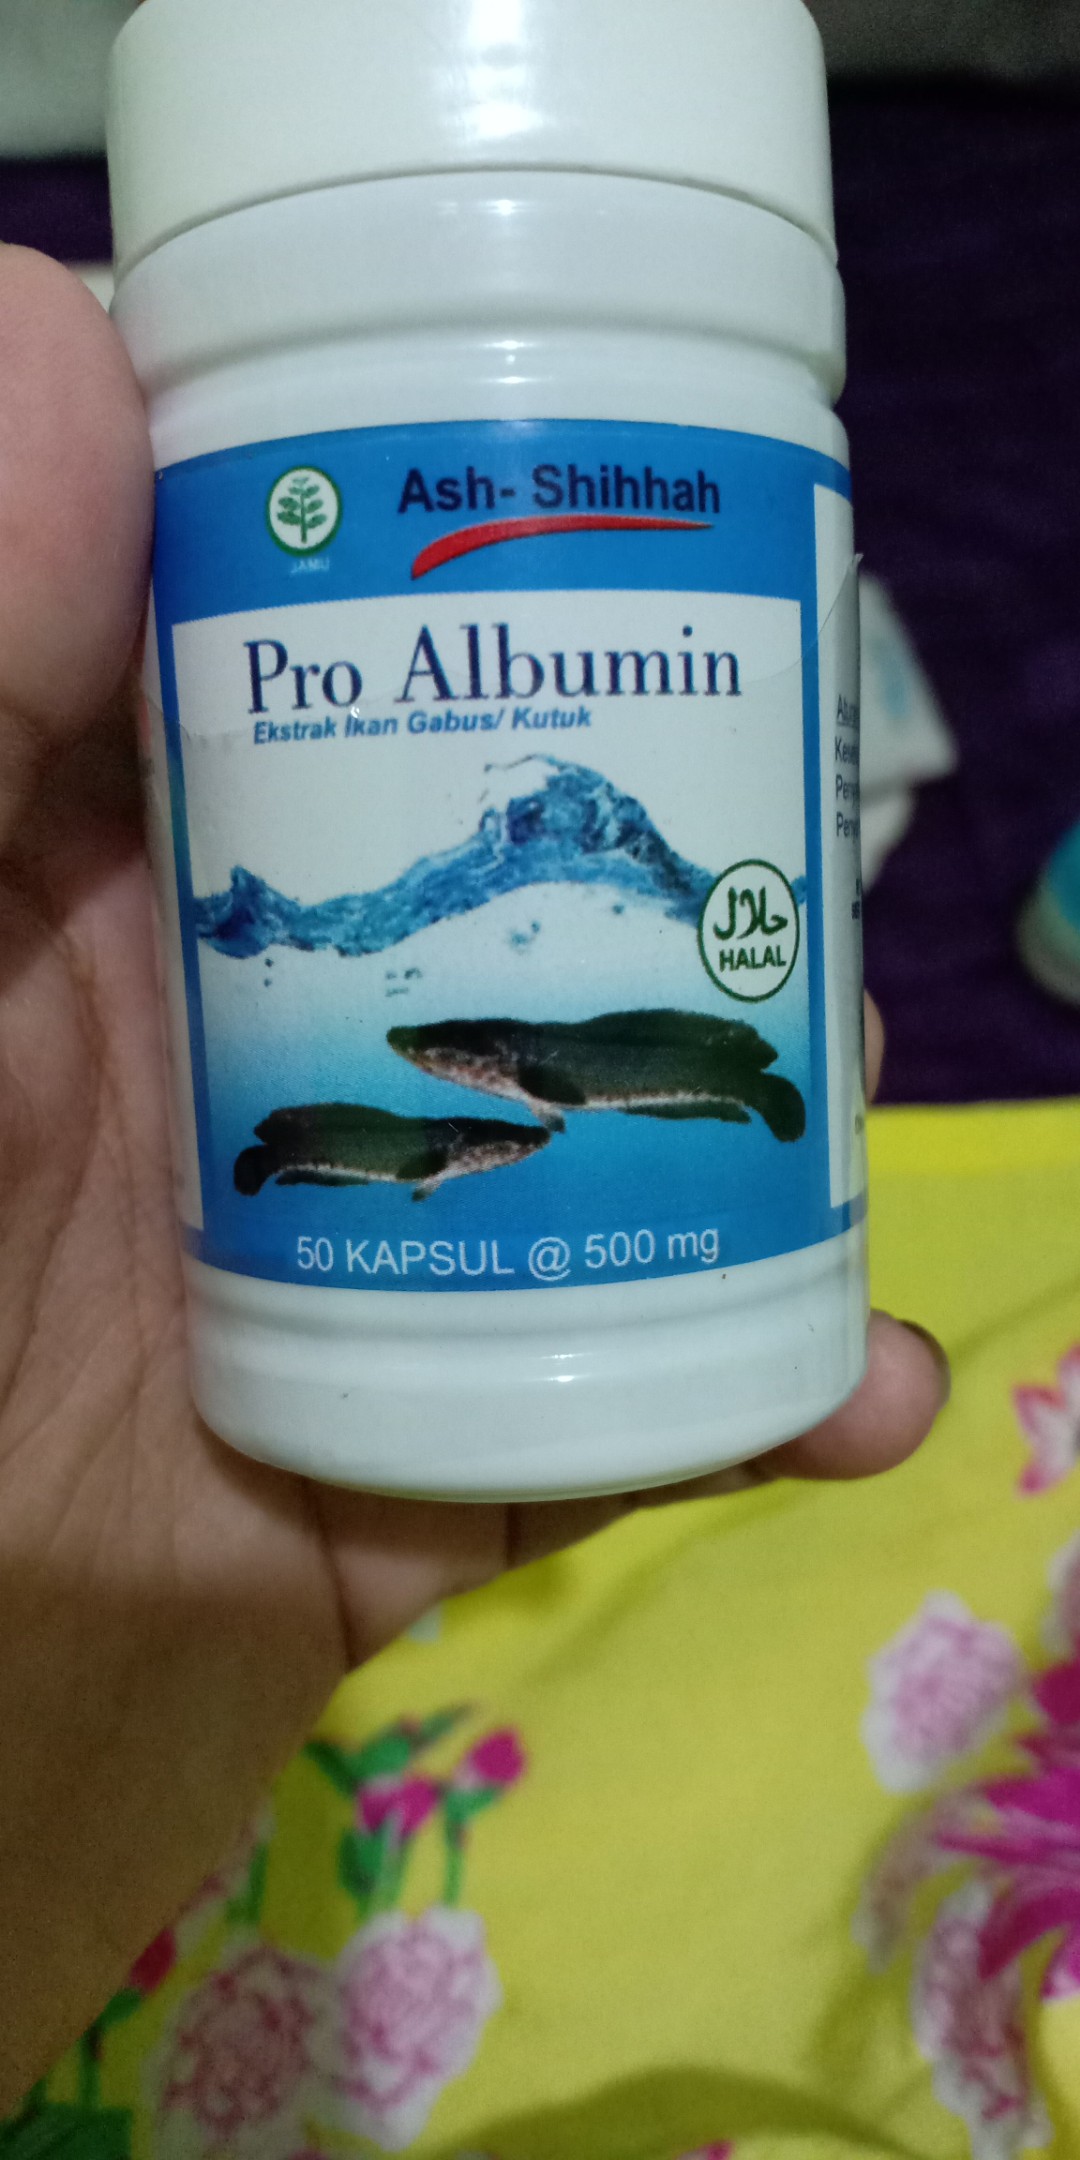 Ash- Shihhah
JAMU
Pro Albumin
Ekstrak Ikan Gabus/ Kutuk
حلال
HALAL
50 KAPSUL @ 500 mg